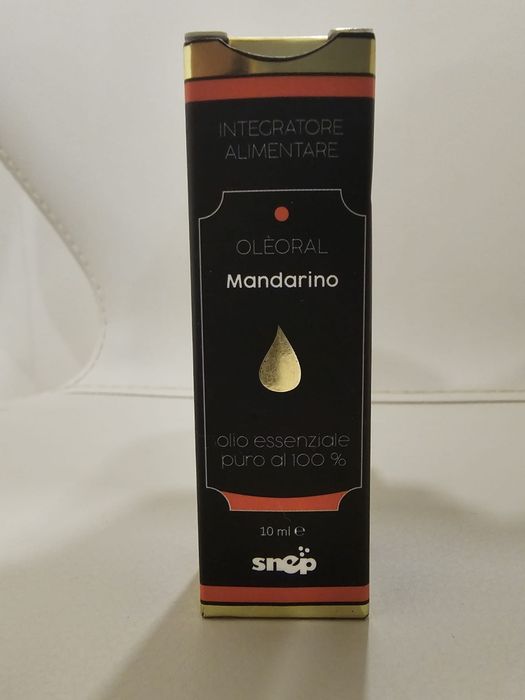 INTEGRATORE
ALIMENTARE
OLÈORAL
Mandarino
olio essenziale
puro al 100 %
10 ml ℮
snep